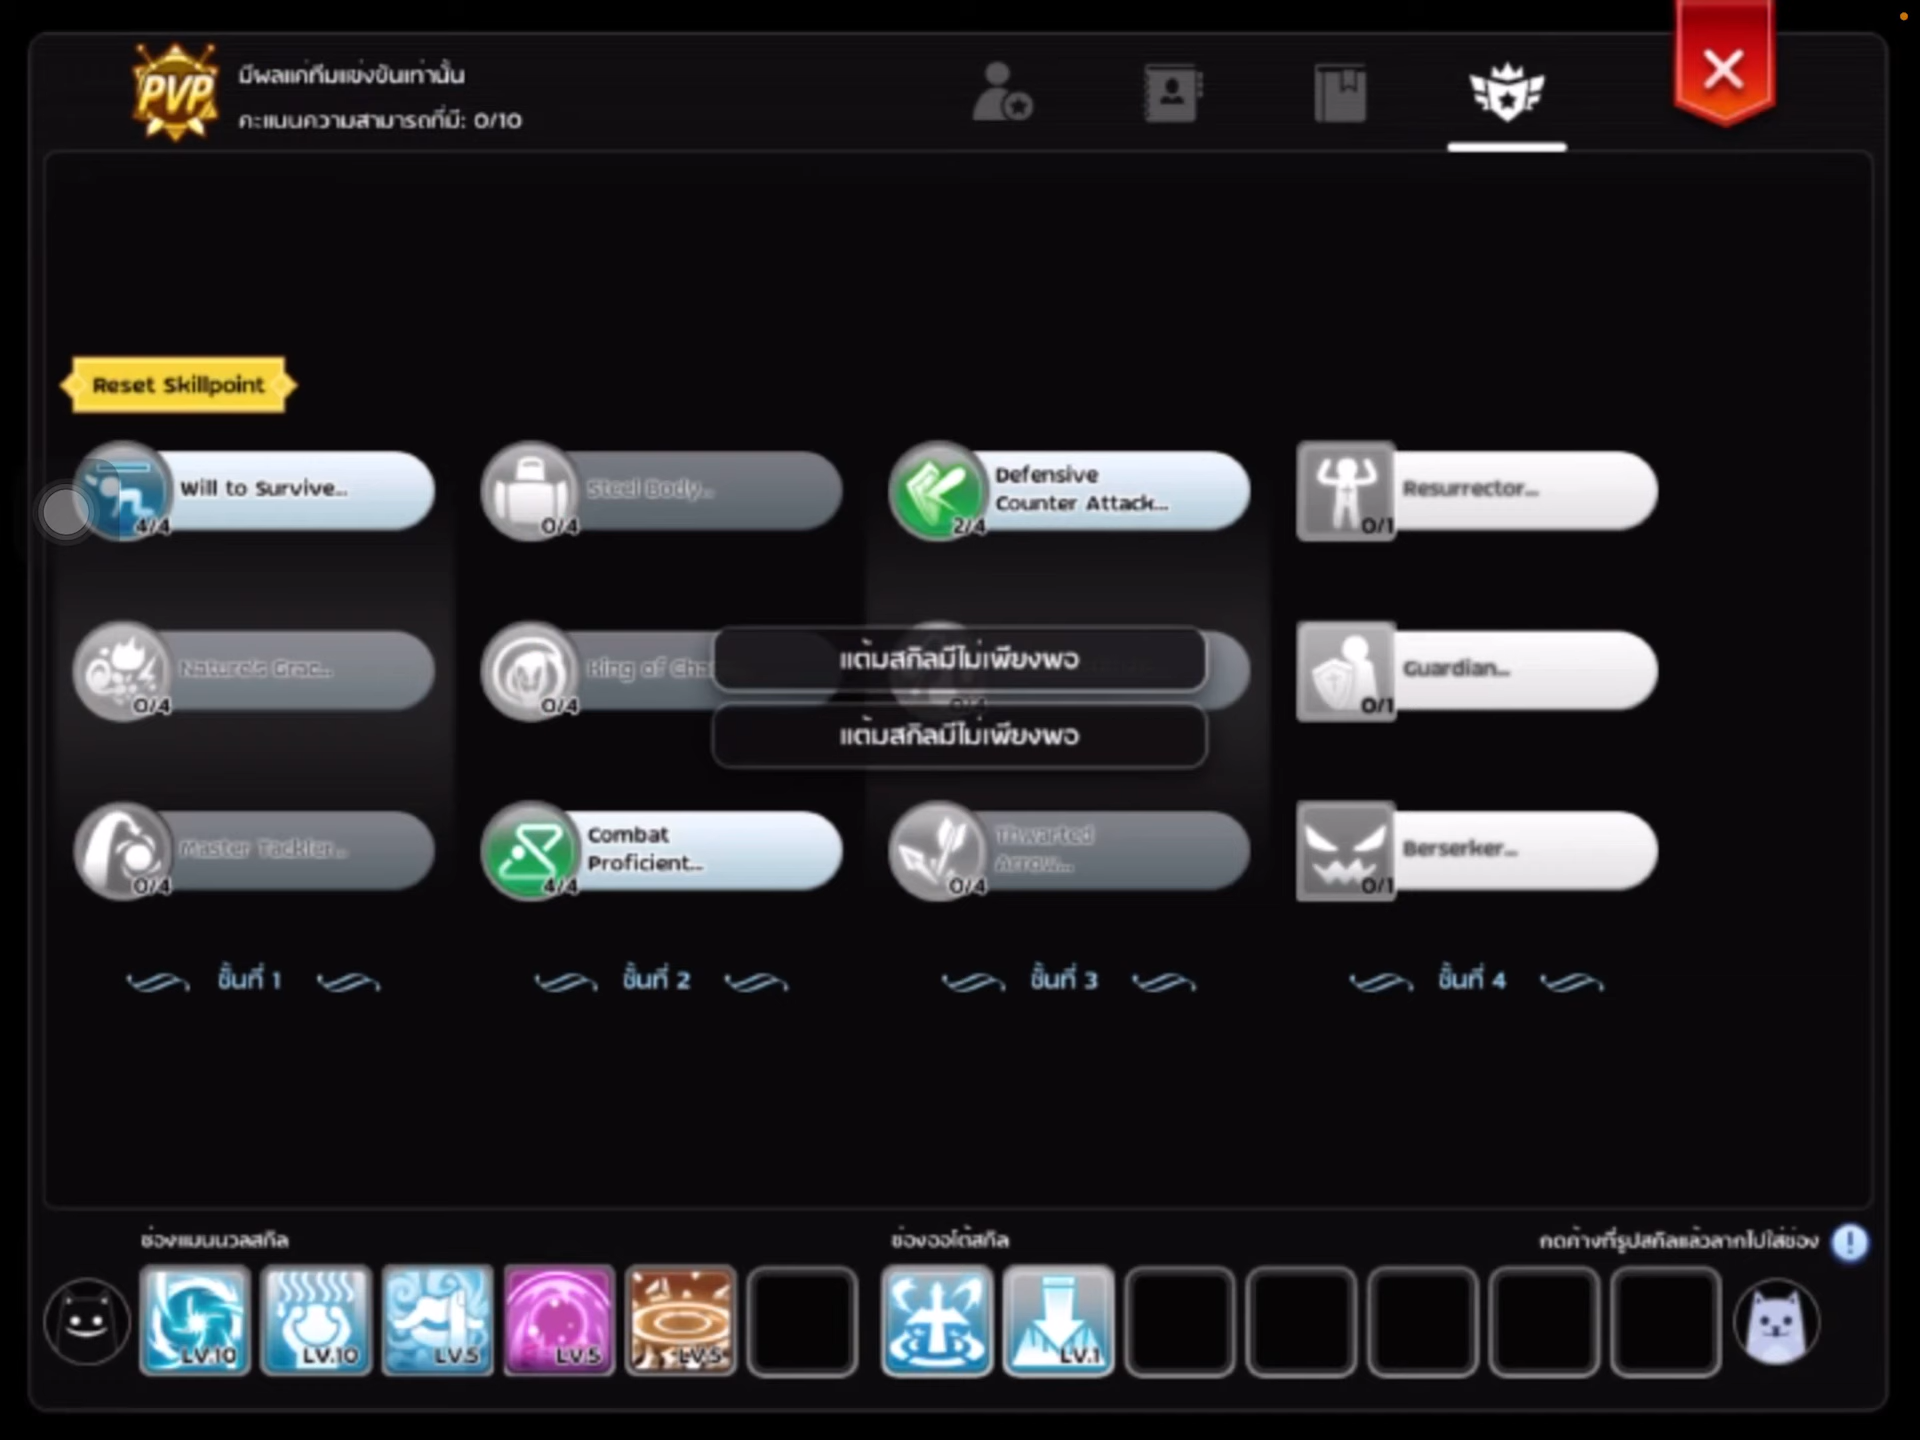 PVP
มีผลแก่ทีมแข่งขันเท่านั้น
คะแนนความสามารถที่มี: 0/10
Reset Skillpoint
Will to Survive...
4/4
Steel Body...
0/4
Defensive
Counter Attack...
2/4
Resurrector...
0/1
Nature's Grac...
0/4
King of Cha
0/4
แต้มสกิลมีไม่เพียงพอ
0/4
Guardian...
0/1
แต้มสกิลมีไม่เพียงพอ
Master Tackler...
0/4
Combat
Proficient...
4/4
Thwarted
Arrow...
0/4
Berserker...
0/1
ชั้นที่ 1
ชั้นที่ 2
ชั้นที่ 3
ชั้นที่ 4
ช่องแมนนวลสกิล
ช่องออโต้สกิล
กดค้างที่รูปสกิลแล้วลากไปใส่ช่อง
LV.10
LV.10
LV.5
LV.5
LV.5
LV.1